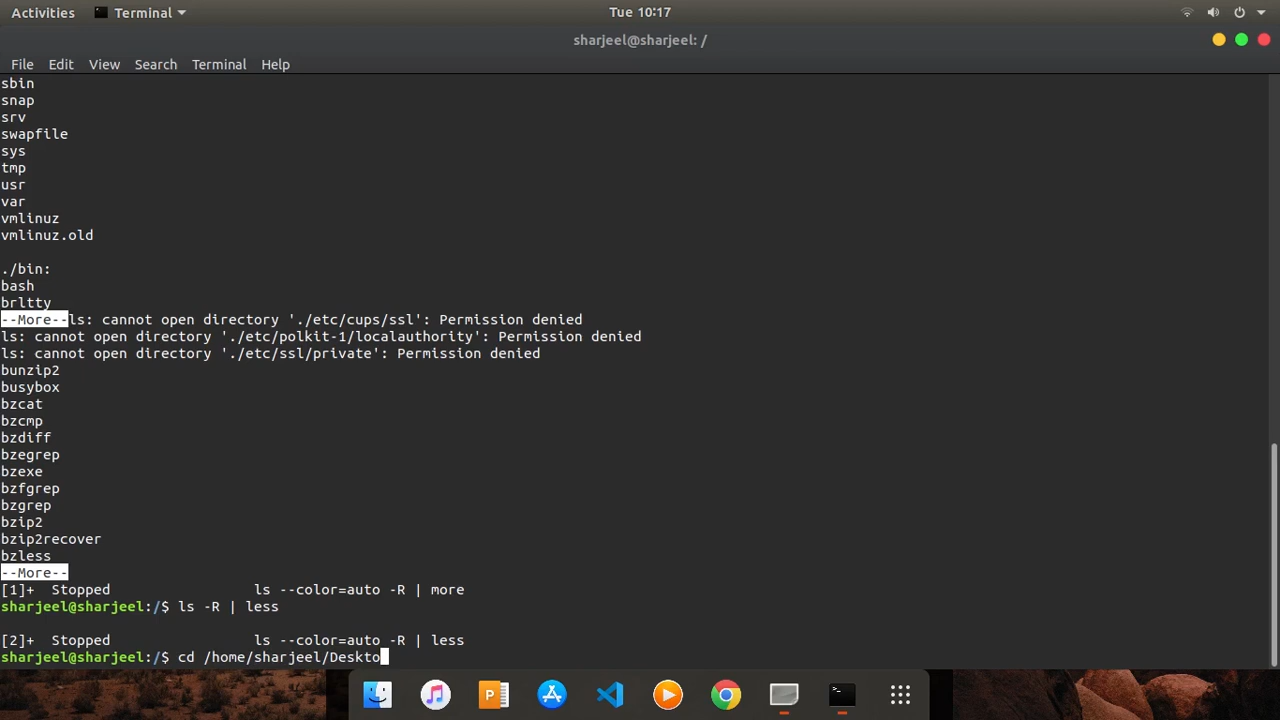 Activities Terminal Tue 10:17
sharjeel@sharjeel: /
File Edit View Search Terminal Help
sbin
snap
srv
swapfile
sys
tmp
usr
var
vmlinuz
vmlinuz.old
./bin:
bash
brltty
--More--ls: cannot open directory './etc/cups/ssl': Permission denied
ls: cannot open directory './etc/polkit-1/localauthority': Permission denied
ls: cannot open directory './etc/ssl/private': Permission denied
bunzip2
busybox
bzcat
bzcmp
bzdiff
bzegrep
bzexe
bzfgrep
bzgrep
bzip2
bzip2recover
bzless
--More--
[1]+  Stopped                 ls --color=auto -R | more
sharjeel@sharjeel:/$ ls -R | less
[2]+  Stopped                 ls --color=auto -R | less
sharjeel@sharjeel:/$ cd /home/sharjeel/Deskto